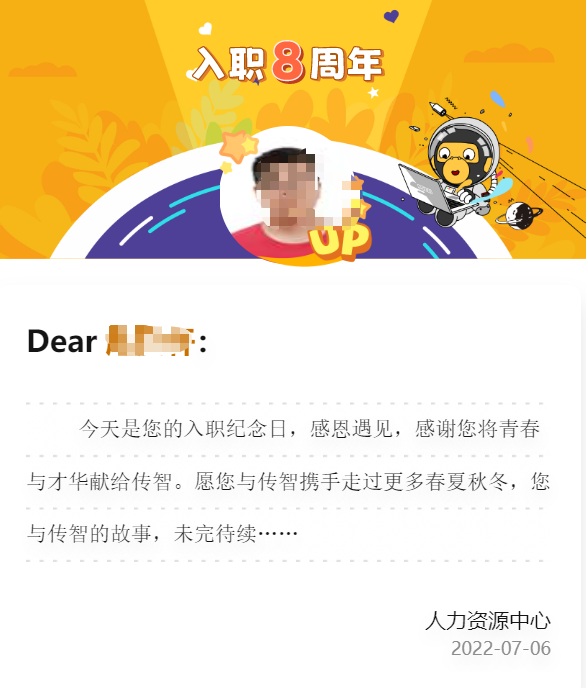 入职8周年
UP
Dear :
今天是您的入职纪念日，感恩遇见，感谢您将青春
与才华献给传智。愿您与传智携手走过更多春夏秋冬，您
与传智的故事，未完待续……
人力资源中心
2022-07-06